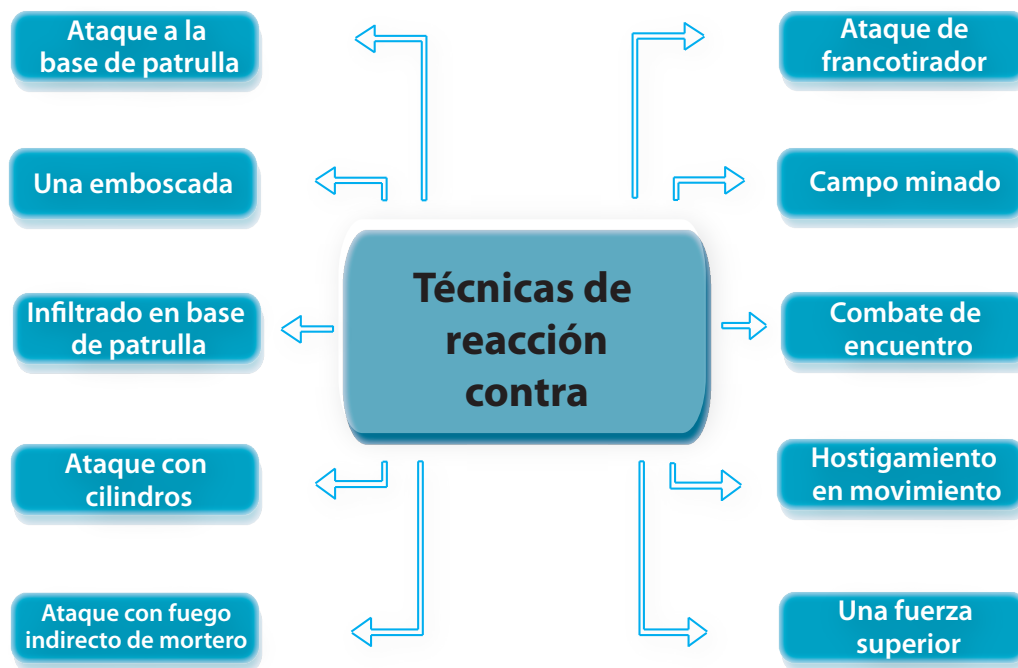 Ataque a la
base de patrulla
Una emboscada
Infiltrado en base
de patrulla
Ataque con
cilindros
Ataque con fuego
indirecto de mortero
Técnicas de
reacción
contra
Ataque de
francotirador
Campo minado
Combate de
encuentro
Hostigamiento
en movimiento
Una fuerza
superior